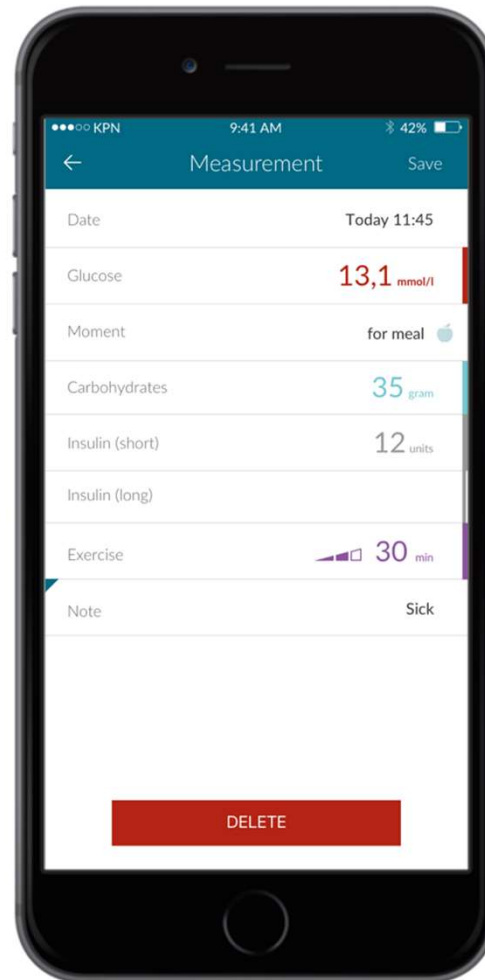 KPN 9:41 AM 42%
Measurement Save
Date Today 11:45
Glucose 13,1 mmol/l
Moment for meal
Carbohydrates 35 gram
Insulin (short) 12 units
Insulin (long)
Exercise 30 min
Note Sick
DELETE